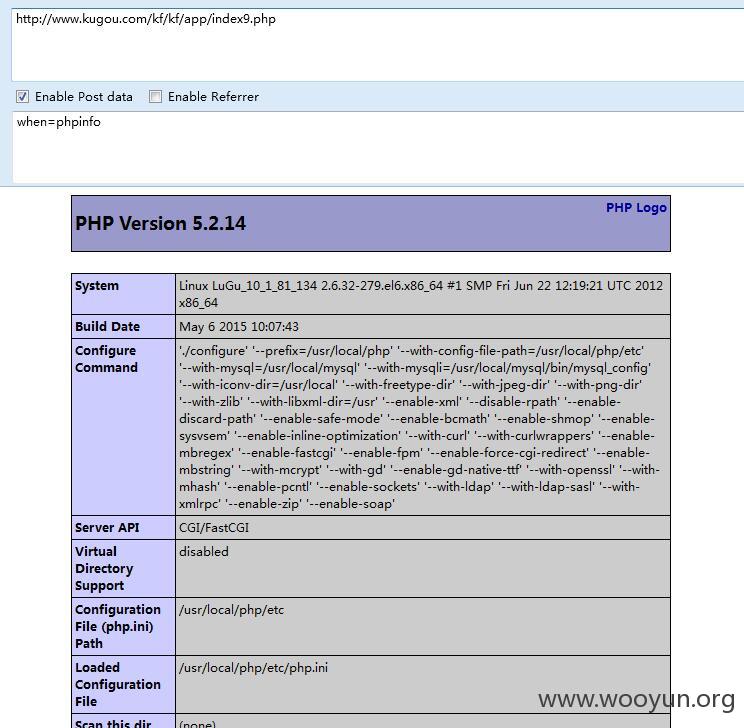 http://www.kugou.com/kf/kf/app/index9.php
Enable Post data Enable Referrer
when=phpinfo
PHP Logo
PHP Version 5.2.14
System
Linux LuGu_10_1_81_134 2.6.32-279.el6.x86_64 #1 SMP Fri Jun 22 12:19:21 UTC 2012
x86_64
Build Date
May 6 2015 10:07:43
Configure
Command
'./configure' '--prefix=/usr/local/php' '--with-config-file-path=/usr/local/php/etc'
'--with-mysql=/usr/local/mysql' '--with-mysqli=/usr/local/mysql/bin/mysql_config'
'--with-iconv-dir=/usr/local' '--with-freetype-dir' '--with-jpeg-dir' '--with-png-dir'
'--with-zlib' '--with-libxml-dir=/usr' '--enable-xml' '--disable-rpath' '--enable-
discard-path' '--enable-safe-mode' '--enable-bcmath' '--enable-shmop' '--enable-
sysvsem' '--enable-inline-optimization' '--with-curl' '--with-curlwrappers' '--enable-
mbregex' '--enable-fastcgi' '--enable-fpm' '--enable-force-cgi-redirect' '--enable-
mbstring' '--with-mcrypt' '--with-gd' '--enable-gd-native-ttf' '--with-openssl' '--with-
mhash' '--enable-pcntl' '--enable-sockets' '--with-ldap' '--with-ldap-sasl' '--with-
xmlrpc' '--enable-zip' '--enable-soap'
Server API
CGI/FastCGI
Virtual
Directory
Support
disabled
Configuration
File (php.ini)
Path
/usr/local/php/etc
Loaded
Configuration
File
/usr/local/php/etc/php.ini
Scan this dir
(none)
www.wooyun.org